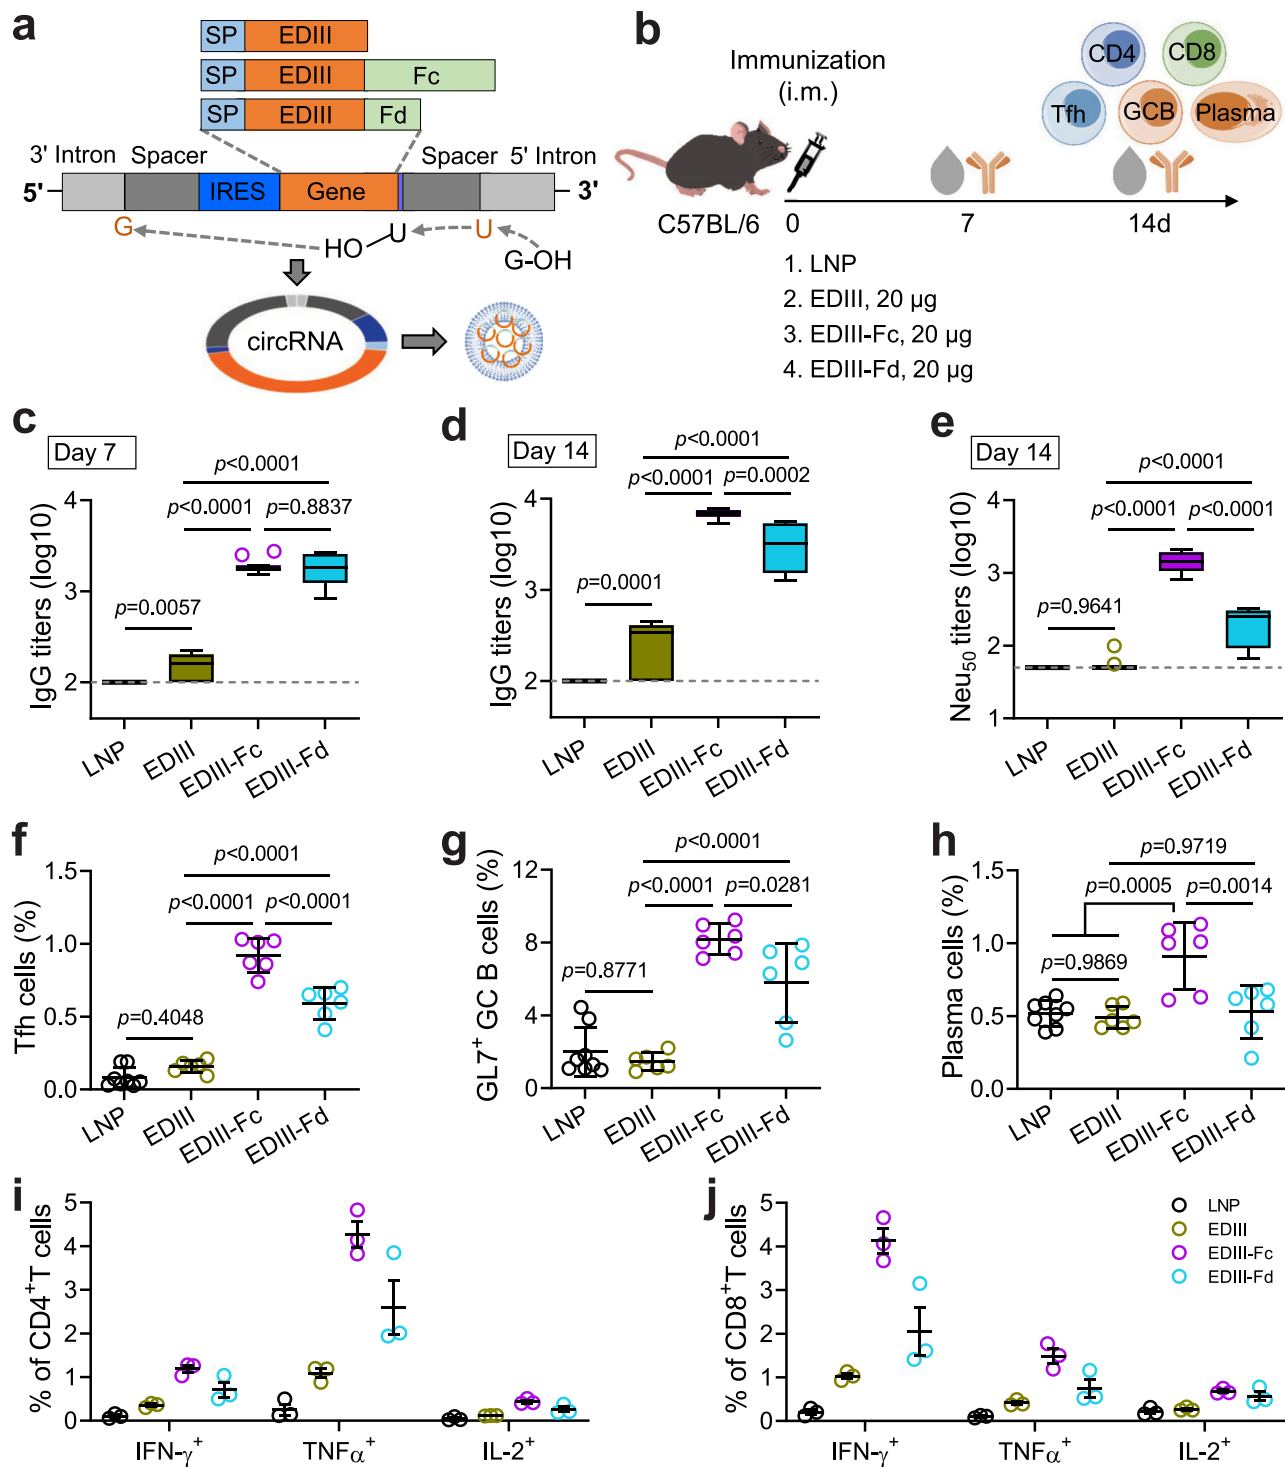 a
SP EDIII
SP EDIII Fc
SP EDIII Fd
3' Intron Spacer Spacer 5' Intron
5' IRES Gene 3'
G HO U U G-OH
circRNA
b
Immunization
(i.m.)
CD4 CD8
Tfh GCB Plasma
C57BL/6 0 7 14d
1. LNP
2. EDIII, 20 µg
3. EDIII-Fc, 20 µg
4. EDIII-Fd, 20 µg
c
Day 7
p<0.0001
p<0.0001 p=0.8837
p=0.0057
IgG titers (log10)
4
3
2
LNP EDIII EDIII-Fc EDIII-Fd
d
Day 14
p<0.0001
p<0.0001 p=0.0002
p=0.0001
IgG titers (log10)
4
3
2
LNP EDIII EDIII-Fc EDIII-Fd
e
Day 14
p<0.0001
p<0.0001 p<0.0001
p=0.9641
Neu50 titers (log10)
4
3
2
1
LNP EDIII EDIII-Fc EDIII-Fd
f
p<0.0001
p<0.0001 p<0.0001
p=0.4048
Tfh cells (%)
1.5
1.0
0.5
0.0
LNP EDIII EDIII-Fc EDIII-Fd
g
p<0.0001
p<0.0001 p=0.0281
p=0.8771
GL7+ GC B cells (%)
12
9
6
3
0
LNP EDIII EDIII-Fc EDIII-Fd
h
p=0.9719
p=0.0005 p=0.0014
p=0.9869
Plasma cells (%)
1.5
1.0
0.5
0.0
LNP EDIII EDIII-Fc EDIII-Fd
i
% of CD4+T cells
5
4
3
2
1
0
IFN-γ+ TNFα+ IL-2+
j
% of CD8+T cells
5
4
3
2
1
0
IFN-γ+ TNFα+ IL-2+
LNP
EDIII
EDIII-Fc
EDIII-Fd